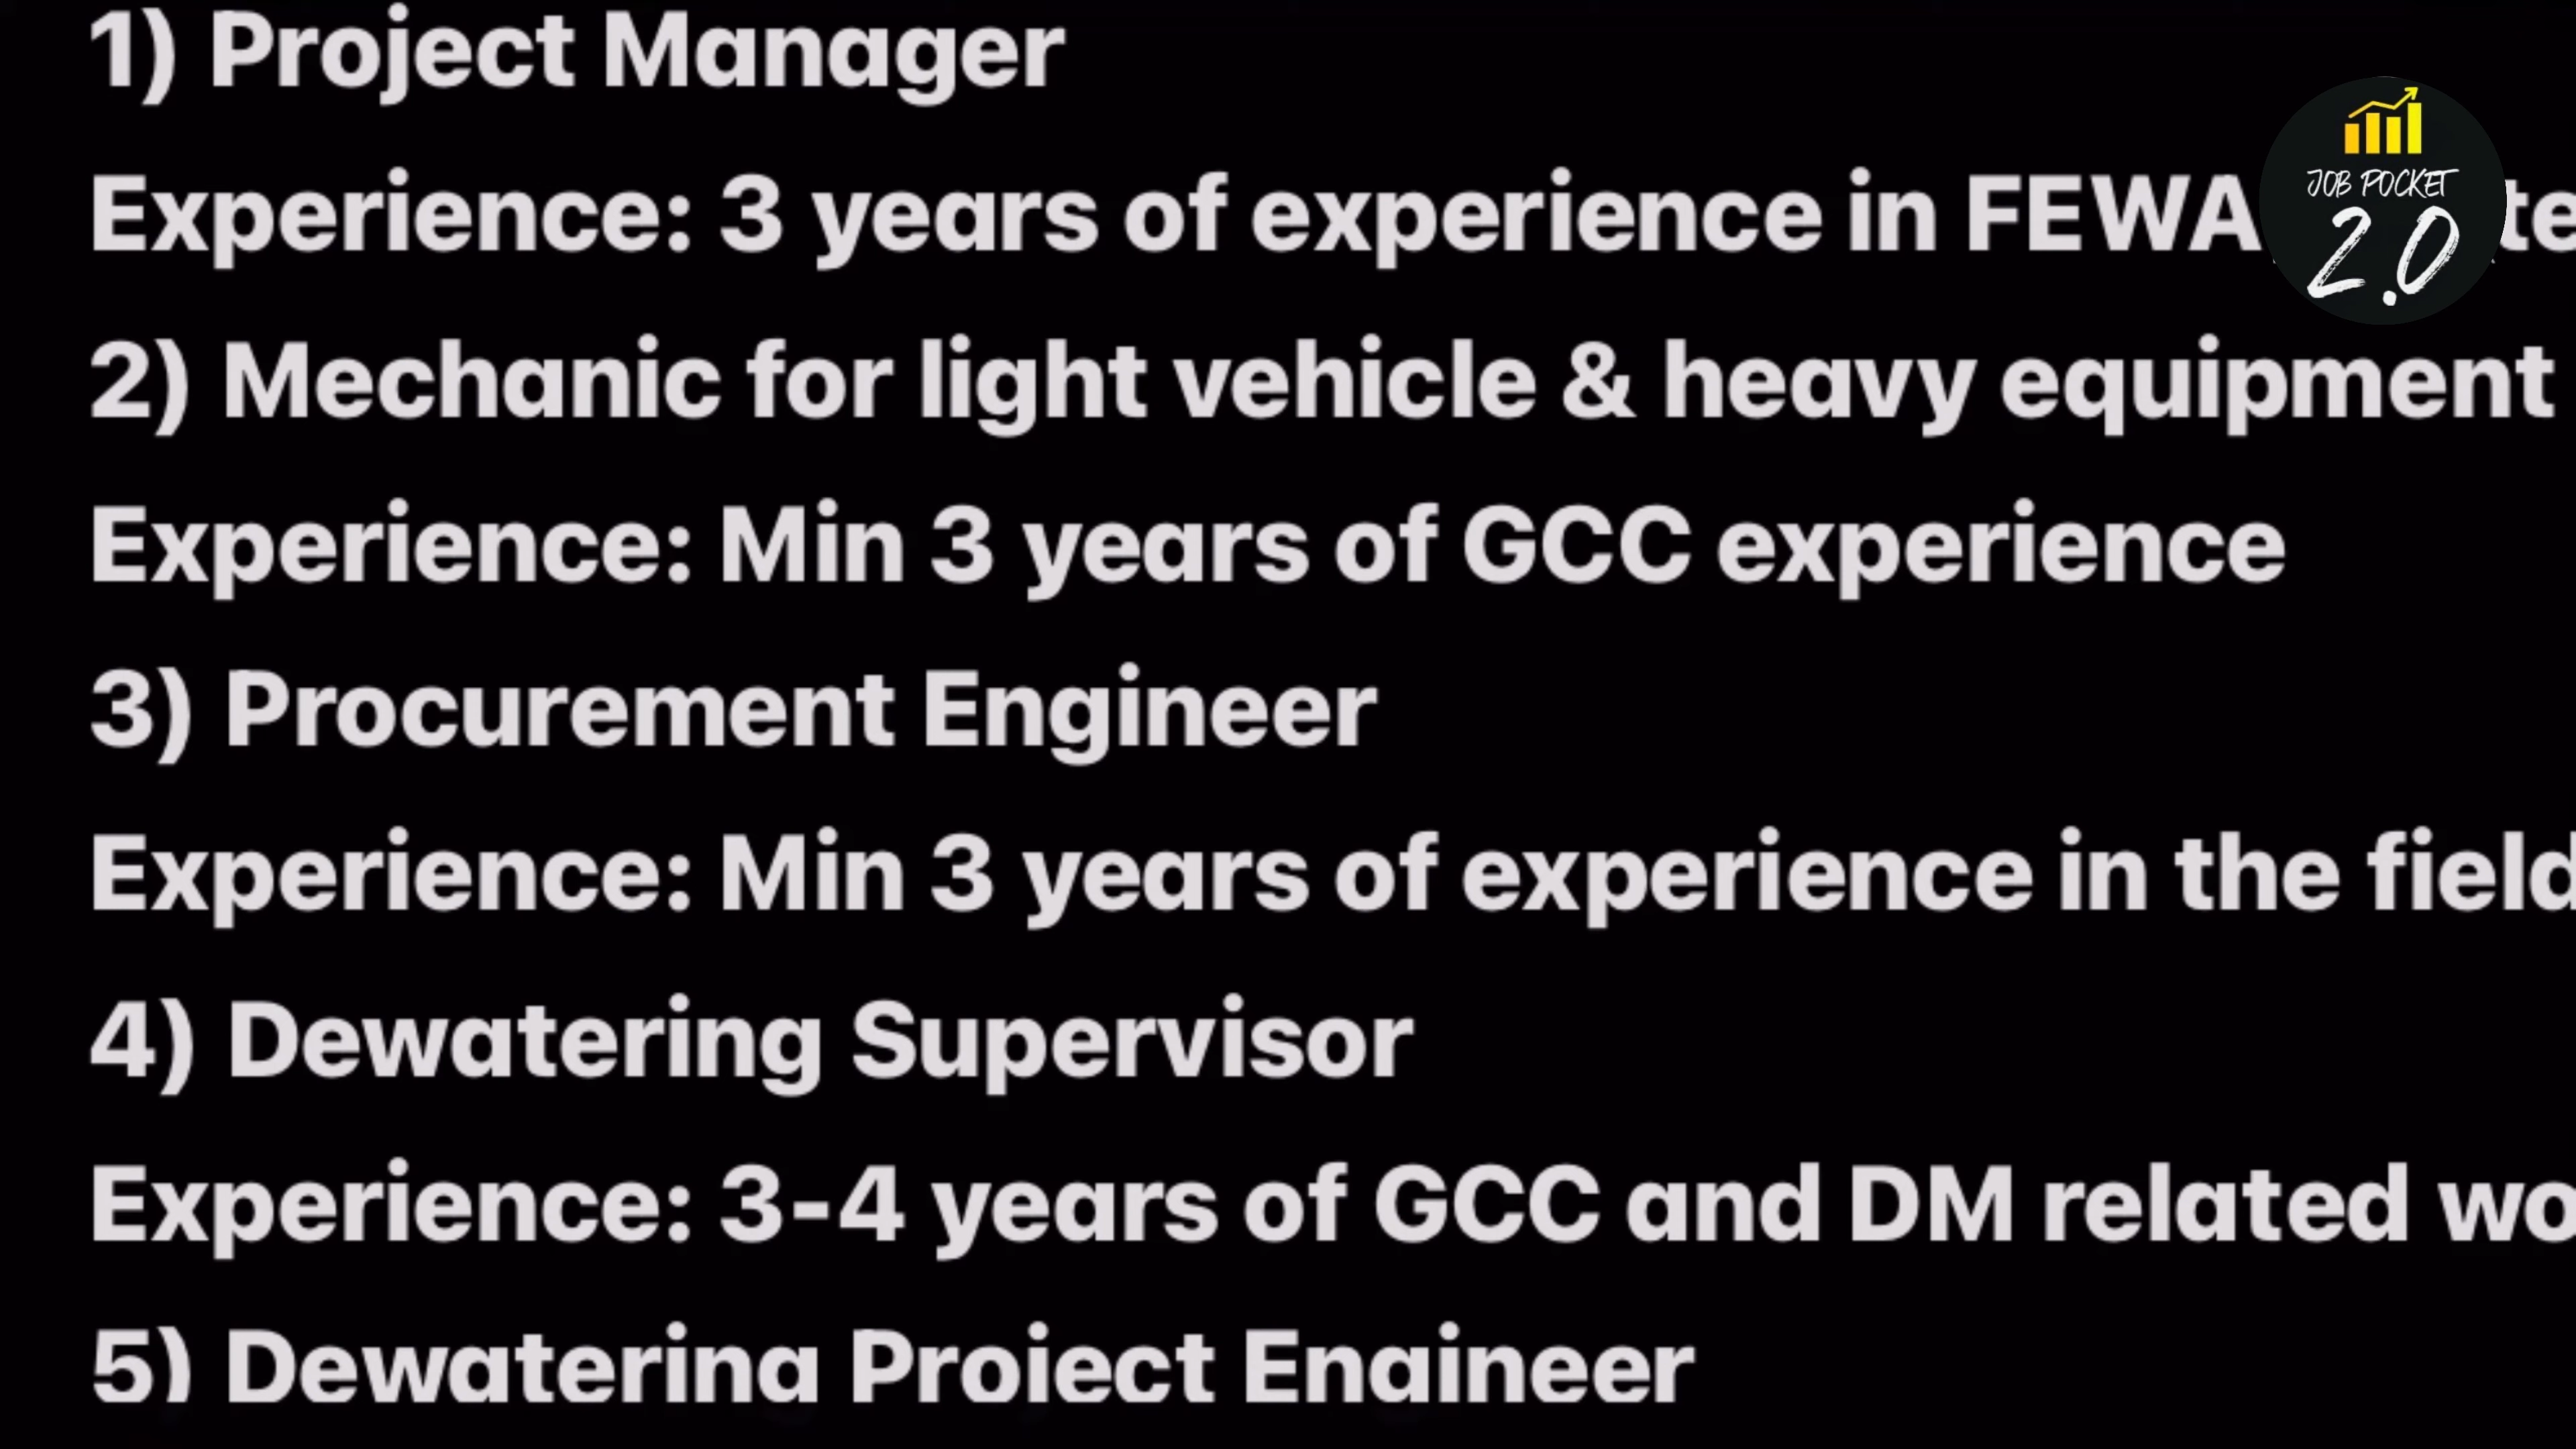 1) Project Manager
Experience: 3 years of experience in FEWA
JOB POCKET
2.0
2) Mechanic for light vehicle & heavy equipment
Experience: Min 3 years of GCC experience
3) Procurement Engineer
Experience: Min 3 years of experience in the field
4) Dewatering Supervisor
Experience: 3-4 years of GCC and DM related
5) Dewatering Project Engineer